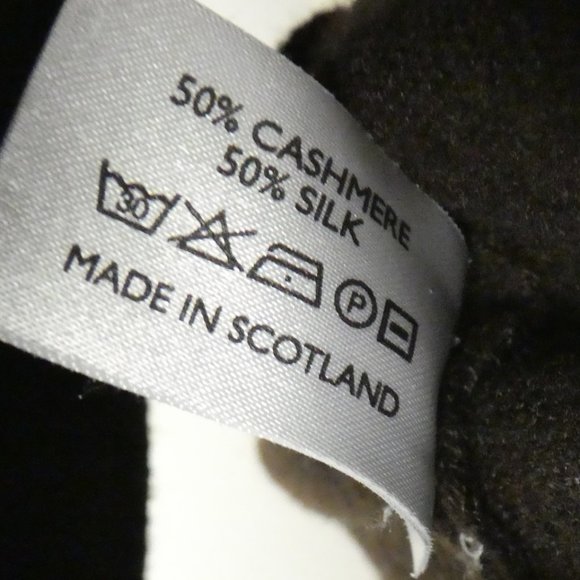 50% CASHMERE
50% SILK
30 P
MADE IN SCOTLAND